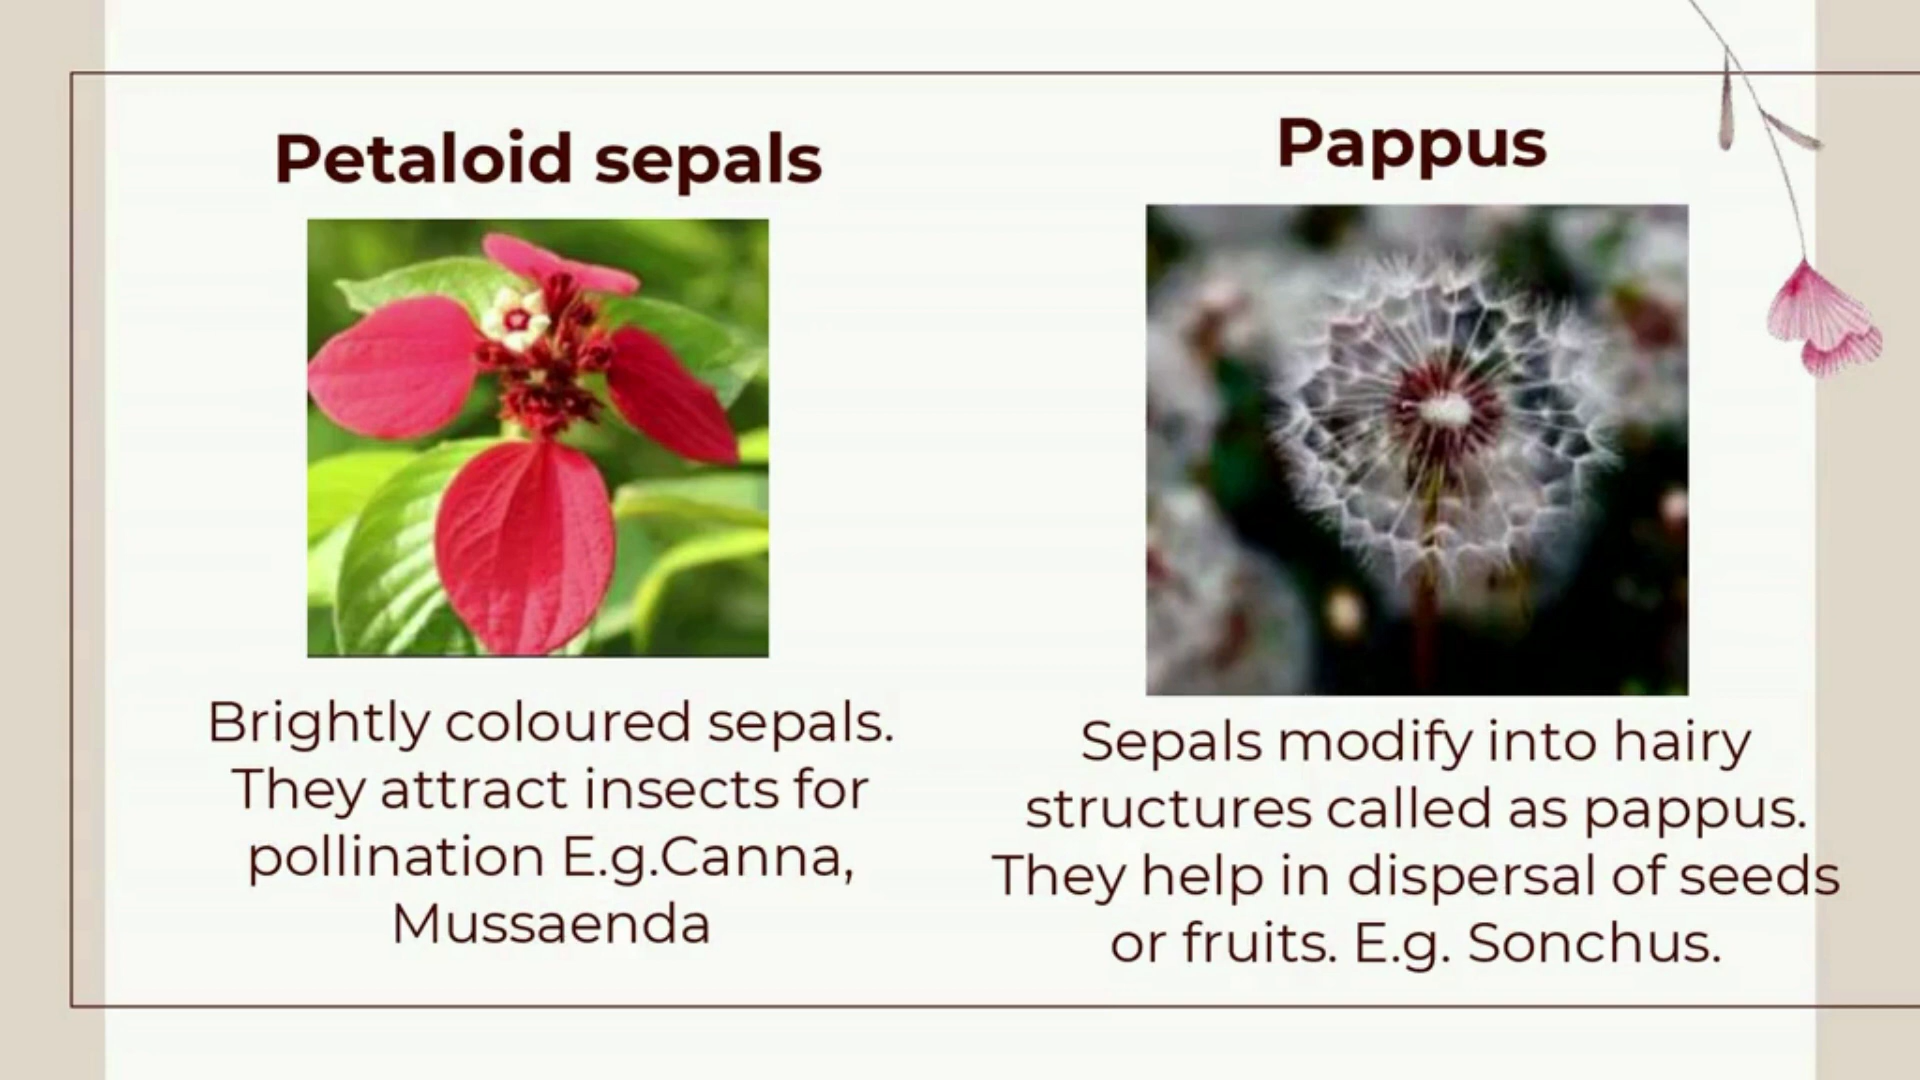 Petaloid sepals
Brightly coloured sepals.
They attract insects for
pollination E.g.Canna,
Mussaenda
Pappus
Sepals modify into hairy
structures called as pappus.
They help in dispersal of seeds
or fruits. E.g. Sonchus.